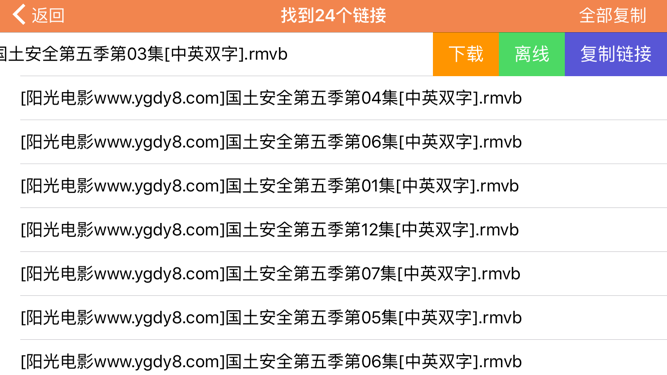 返回 找到24个链接 全部复制
国土安全第五季第03集[中英双字].rmvb 下载 离线 复制链接
[阳光电影www.ygdy8.com]国土安全第五季第04集[中英双字].rmvb
[阳光电影www.ygdy8.com]国土安全第五季第06集[中英双字].rmvb
[阳光电影www.ygdy8.com]国土安全第五季第01集[中英双字].rmvb
[阳光电影www.ygdy8.com]国土安全第五季第12集[中英双字].rmvb
[阳光电影www.ygdy8.com]国土安全第五季第07集[中英双字].rmvb
[阳光电影www.ygdy8.com]国土安全第五季第05集[中英双字].rmvb
[阳光电影www.ygdy8.com]国土安全第五季第06集[中英双字].rmvb